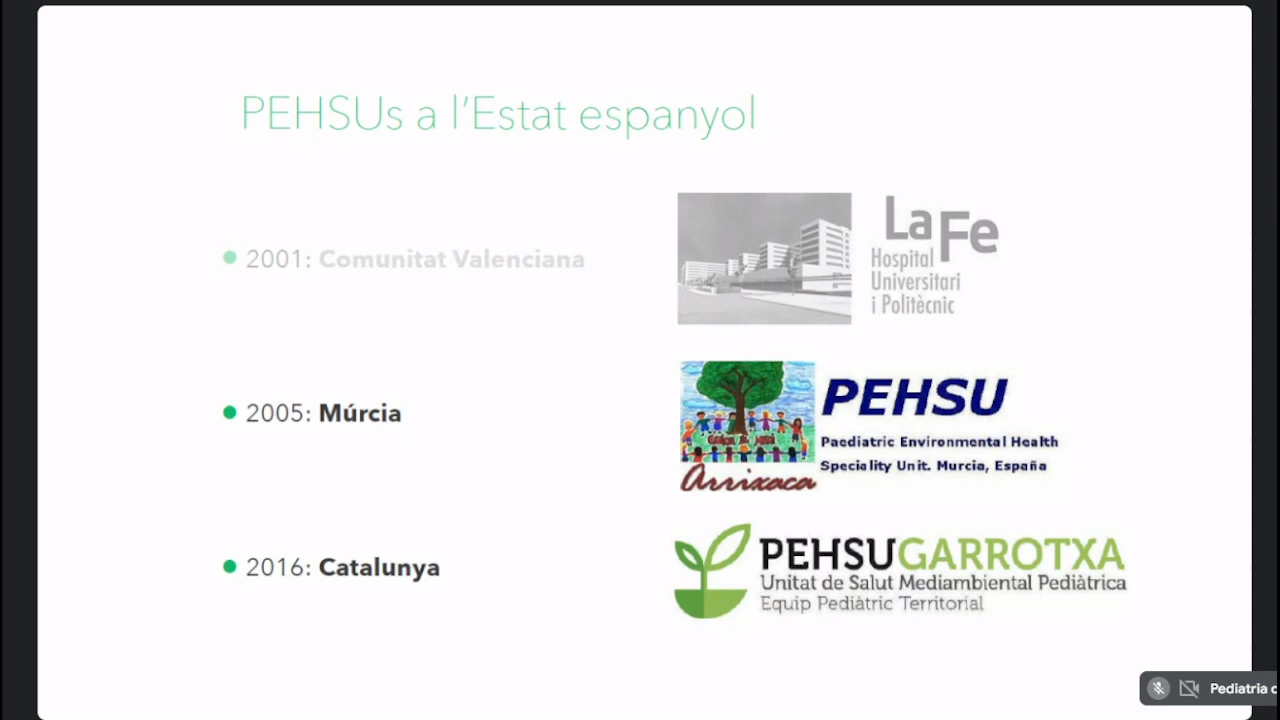 PEHSUs a l'Estat espanyol
2001: Comunitat Valenciana
La Fe
Hospital
Universitari
i Politècnic
2005: Múrcia
Arrixaca
PEHSU
Paediatric Environmental Health
Speciality Unit. Murcia, España
2016: Catalunya
PEHSUGARROTXA
Unitat de Salut Mediambiental Pediàtrica
Equip Pediàtric Territorial
Pediatria